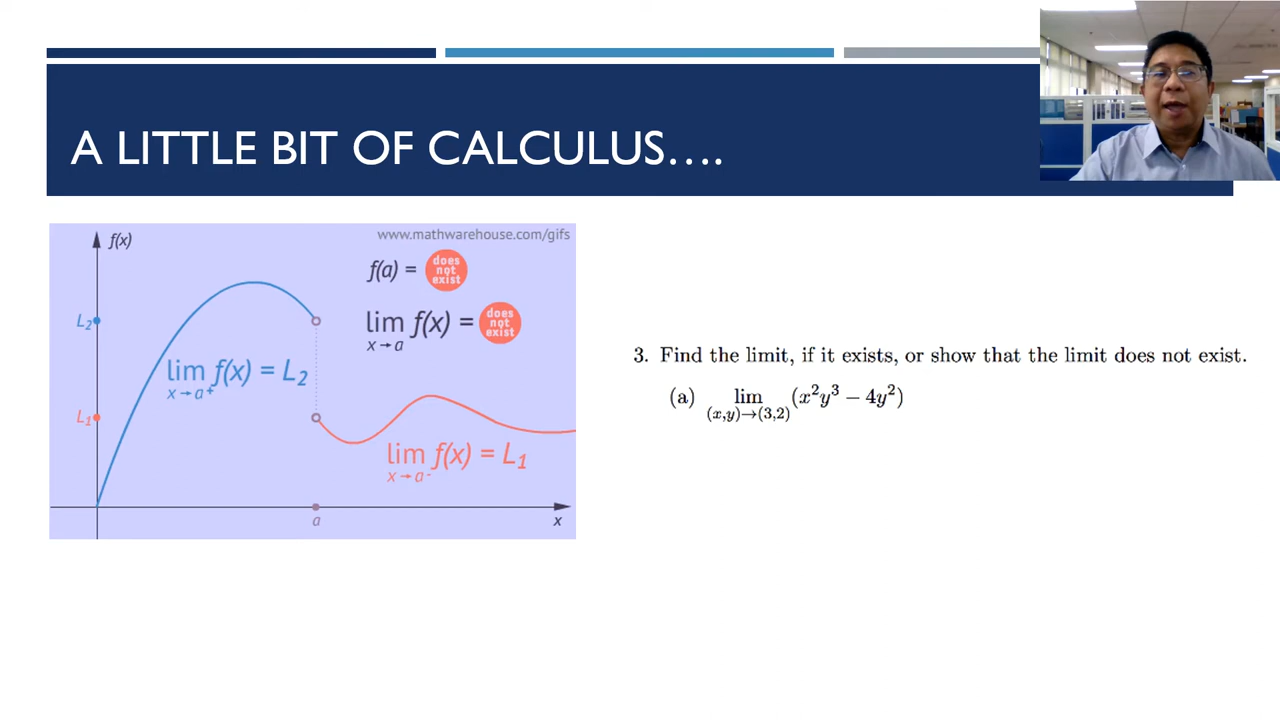 A LITTLE BIT OF CALCULUS….
f(x)
www.mathwarehouse.com/gifs
f(a) = does not exist
lim f(x) = does not exist
x→a
L₂
lim f(x) = L₂
x→a⁺
L₁
lim f(x) = L₁
x→a⁻
a
x
3. Find the limit, if it exists, or show that the limit does not exist.
(a) lim (x²y³ − 4y²)
(x,y)→(3,2)